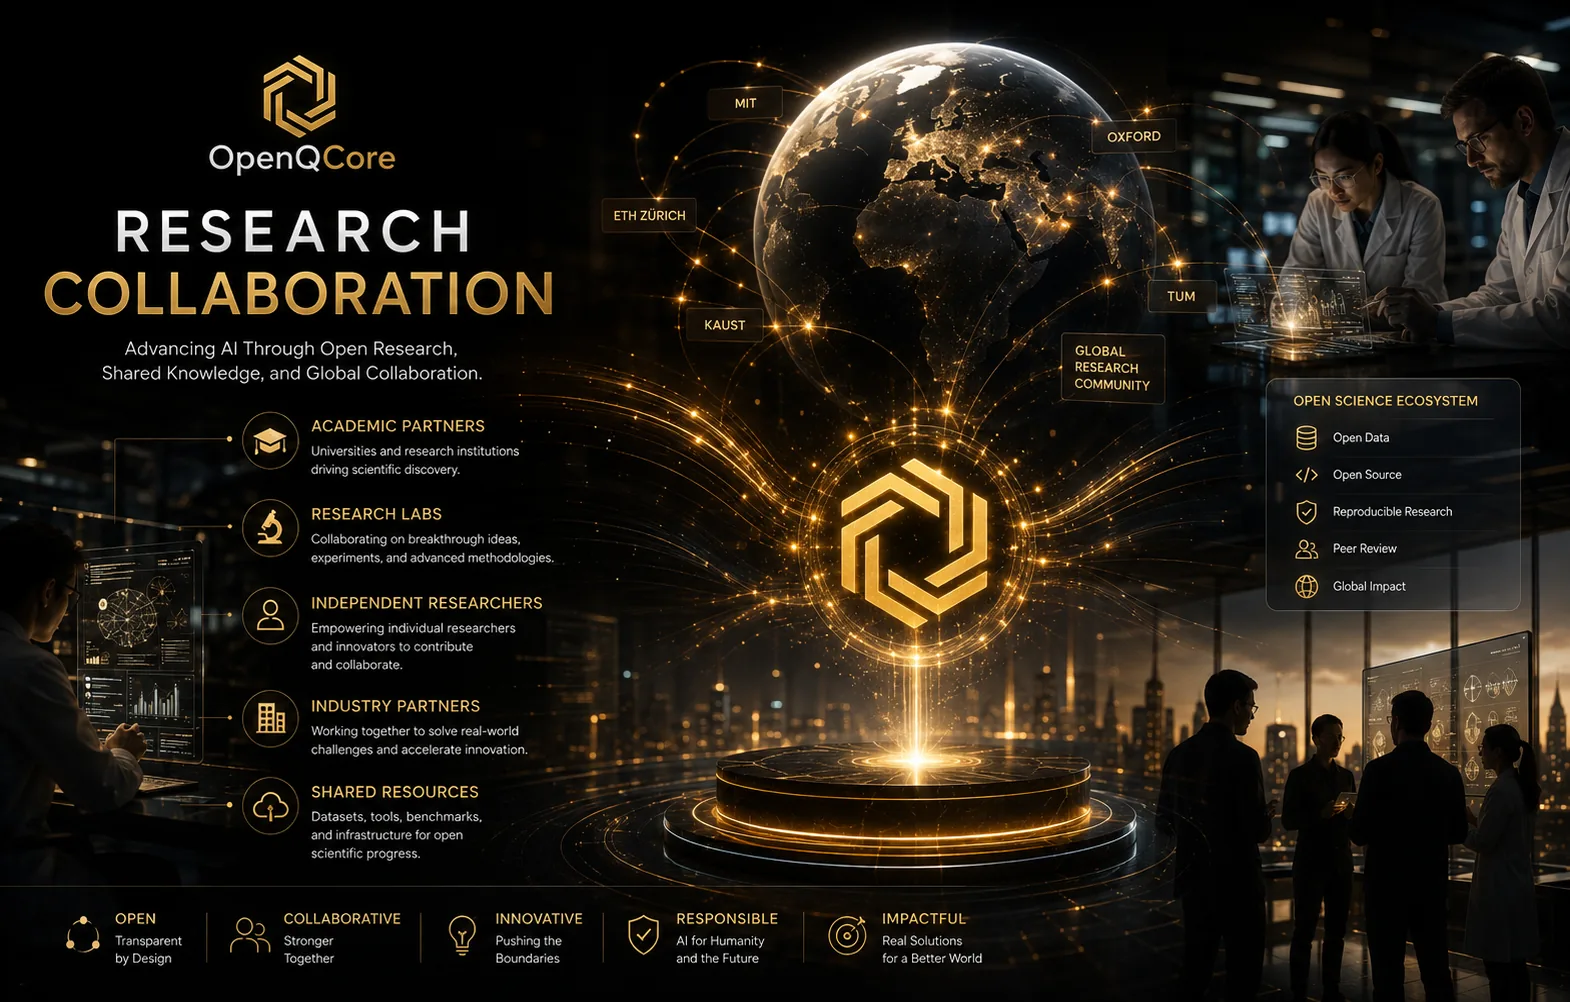 OpenQCore
RESEARCH
COLLABORATION
Advancing AI Through Open Research,
Shared Knowledge, and Global Collaboration.
ACADEMIC PARTNERS
Universities and research institutions
driving scientific discovery.
RESEARCH LABS
Collaborating on breakthrough ideas,
experiments, and advanced methodologies.
INDEPENDENT RESEARCHERS
Empowering individual researchers
and innovators to contribute
and collaborate.
INDUSTRY PARTNERS
Working together to solve real-world
challenges and accelerate innovation.
SHARED RESOURCES
Datasets, tools, benchmarks,
and infrastructure for open
scientific progress.
MIT
OXFORD
ETH ZÜRICH
TUM
KAUST
GLOBAL
RESEARCH
COMMUNITY
OPEN SCIENCE ECOSYSTEM
Open Data
Open Source
Reproducible Research
Peer Review
Global Impact
OPEN
Transparent
by Design
COLLABORATIVE
Stronger
Together
INNOVATIVE
Pushing the
Boundaries
RESPONSIBLE
AI for Humanity
and the Future
IMPACTFUL
Real Solutions
for a Better World